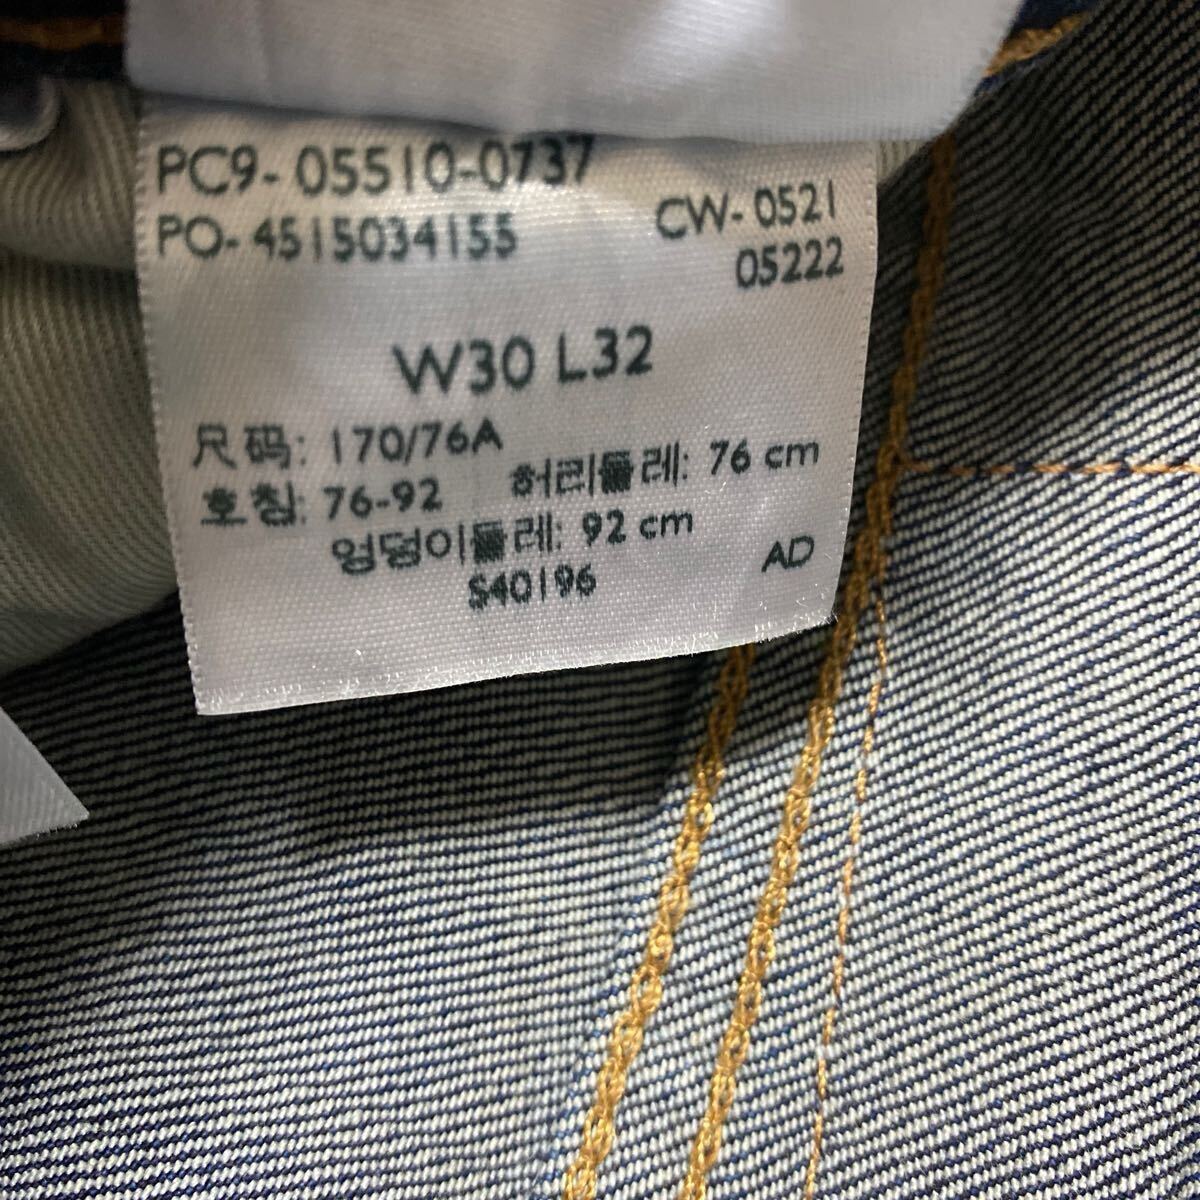 PC9-05510-0737
PO-4515034155
CW-0521
05222
W30 L32
尺码: 170/76A
호칭: 76-92 허리둘레: 76 cm
엉덩이둘레: 92 cm
S40196
AD